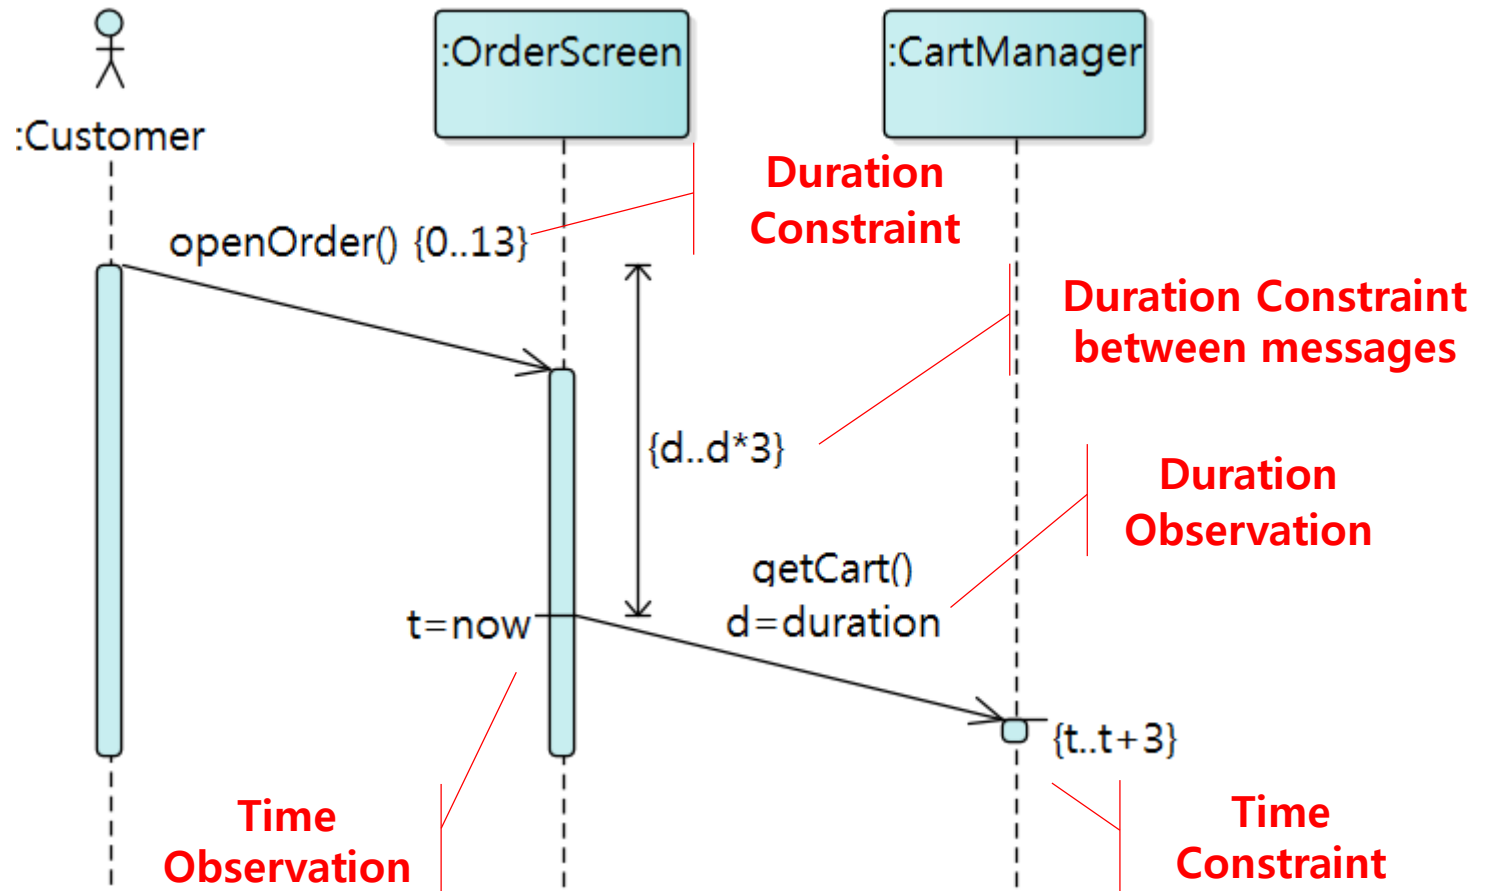 :OrderScreen
:CartManager
:Customer
Duration
Constraint
openOrder() {0..13}
Duration Constraint
between messages
{d..d*3}
Duration
Observation
getCart()
t=now
d=duration
{t..t+3}
Time
Observation
Time
Constraint